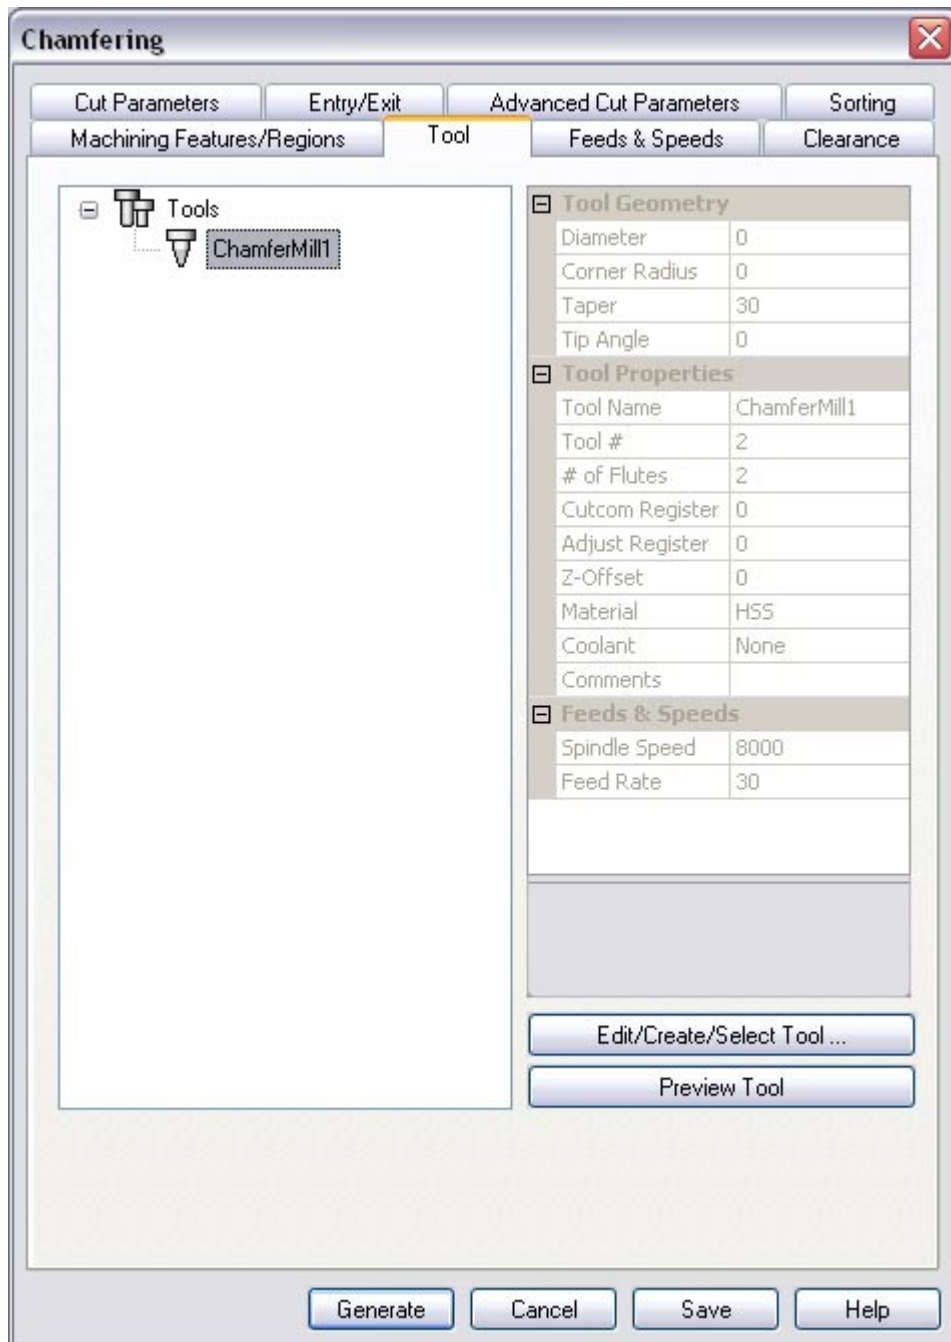 Chamfering
Cut Parameters Entry/Exit Advanced Cut Parameters Sorting
Machining Features/Regions Tool Feeds & Speeds Clearance
Tools
ChamferMill1
Tool Geometry
Diameter 0
Corner Radius 0
Taper 30
Tip Angle 0
Tool Properties
Tool Name ChamferMill1
Tool # 2
# of Flutes 2
Cutcom Register 0
Adjust Register 0
Z-Offset 0
Material HSS
Coolant None
Comments
Feeds & Speeds
Spindle Speed 8000
Feed Rate 30
Edit/Create/Select Tool ...
Preview Tool
Generate Cancel Save Help